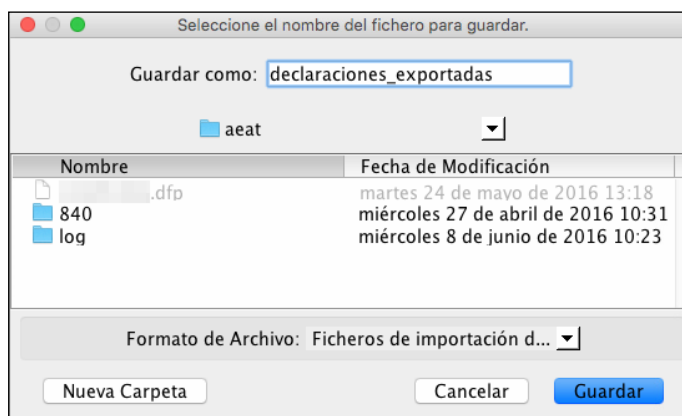 Seleccione el nombre del fichero para guardar.
Guardar como: declaraciones_exportadas
aeat
Nombre Fecha de Modificación
.dfp martes 24 de mayo de 2016 13:18
840 miércoles 27 de abril de 2016 10:31
log miércoles 8 de junio de 2016 10:23
Formato de Archivo: Ficheros de importación d...
Nueva Carpeta Cancelar Guardar